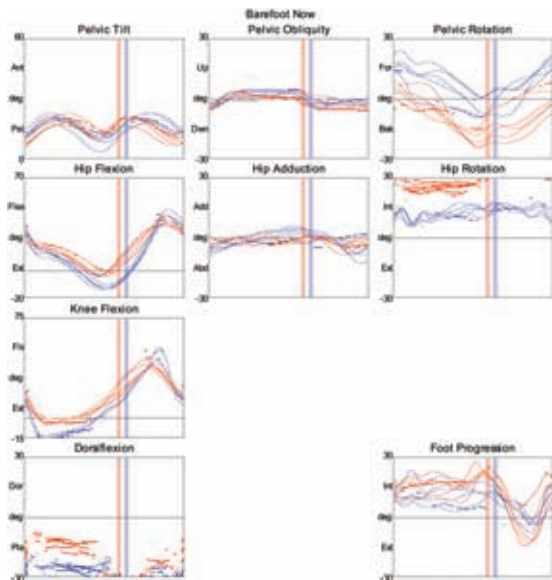 Barefoot Now
Pelvic Tilt
Pelvic Obliquity
Pelvic Rotation
60
Ant
deg
Pst
0
30
Up
deg
Dwn
-30
30
For
deg
Bak
-30
Hip Flexion
Hip Adduction
Hip Rotation
70
Flex
deg
Ext
-30
30
Add
deg
Abd
-30
30
Int
deg
Ext
-30
Knee Flexion
75
Flx
deg
Ext
-15
Dorsiflexion
Foot Progression
30
Dor
deg
Pla
-30
30
Int
deg
Ext
-30